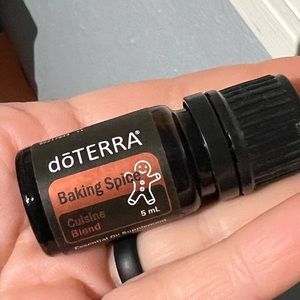 dōTERRA®
Baking Spice
Cuisine
Blend
5 mL
Essential Oil Supplement